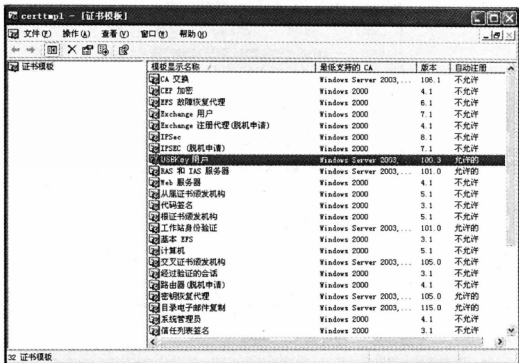 certtmpl - [证书模板]
文件(F) 操作(A) 查看(V) 窗口(W) 帮助(H)
证书模板
模板显示名称 最低支持的 CA 版本 自动注册
CA 交换 Windows Server 2003,... 106.1 不允许
CEP 加密 Windows 2000 4.1 不允许
EFS 故障恢复代理 Windows 2000 6.1 不允许
Exchange 用户 Windows 2000 7.1 不允许
Exchange 注册代理(脱机申请) Windows 2000 4.1 不允许
IPSec Windows 2000 8.1 不允许
IPSEC (脱机申请) Windows 2000 7.1 不允许
USBKey 用户 Windows Server 2003,... 100.3 允许的
RAS 和 IAS 服务器 Windows Server 2003,... 101.0 允许的
Web 服务器 Windows 2000 4.1 不允许
从属证书颁发机构 Windows 2000 5.1 不允许
代码签名 Windows 2000 3.1 不允许
根证书颁发机构 Windows 2000 5.1 不允许
工作站身份验证 Windows Server 2003,... 101.0 允许的
基本 EFS Windows 2000 3.1 不允许
计算机 Windows 2000 5.1 不允许
交叉证书颁发机构 Windows Server 2003,... 105.0 不允许
经过验证的会话 Windows 2000 3.1 不允许
路由器(脱机申请) Windows 2000 4.1 不允许
密钥恢复代理 Windows Server 2003,... 105.0 允许的
目录电子邮件复制 Windows Server 2003,... 115.0 允许的
系统管理员 Windows 2000 4.1 不允许
信任列表签名 Windows 2000 3.1 不允许
32 证书模板